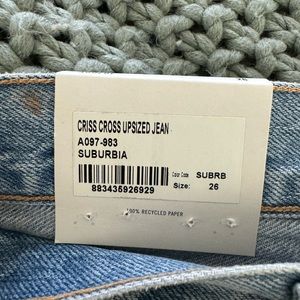 CRISS CROSS UPSIZED JEAN
A097-983
SUBURBIA
Color Code SUBRB
883435926929
Size: 26
100% RECYCLED PAPER